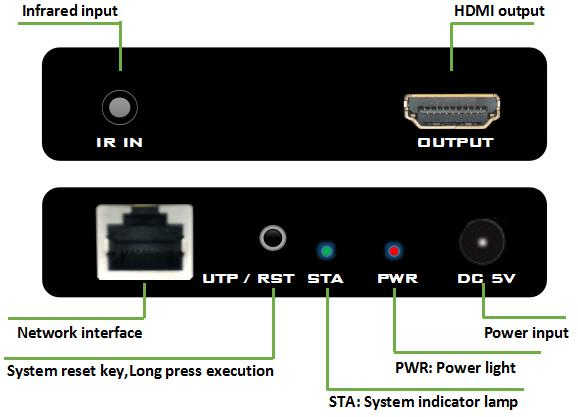 Infrared input
HDMI output
IR IN
OUTPUT
UTP / RST STA PWR DC 5V
Network interface
Power input
System reset key,Long press execution
PWR: Power light
STA: System indicator lamp